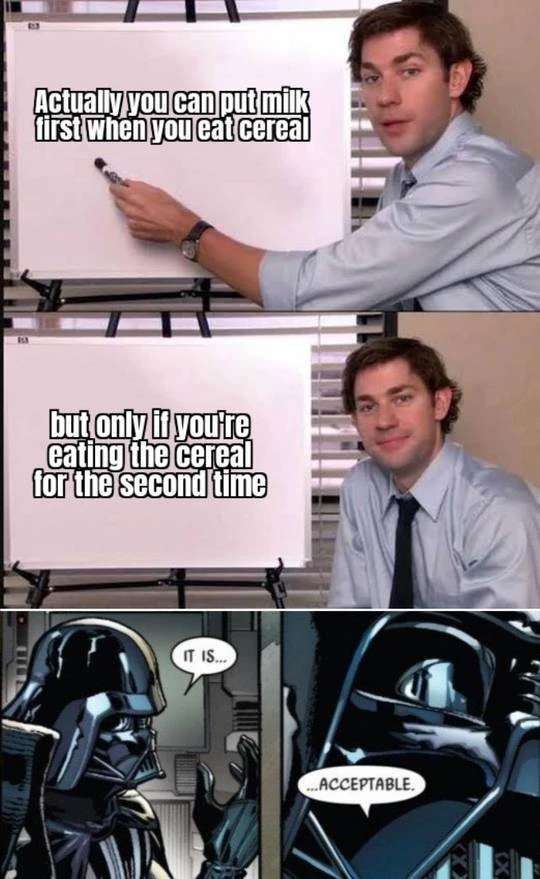 Actually you can put milk
first when you eat cereal
but only if you're
eating the cereal
for the second time
IT IS...
...ACCEPTABLE.